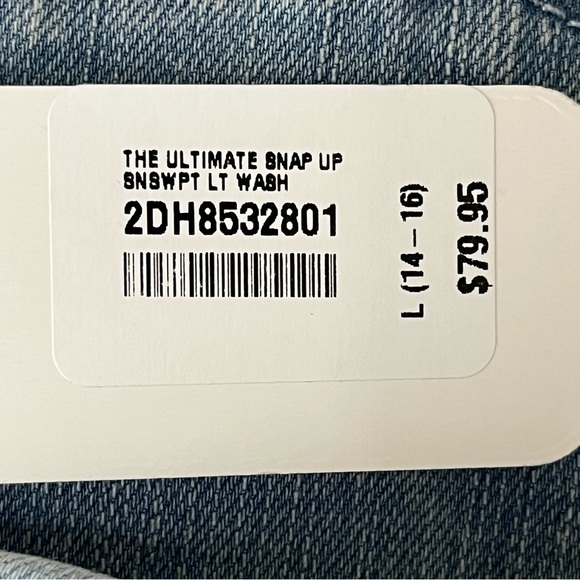 THE ULTIMATE SNAP UP
SNSWPT LT WASH
2DH8532801
L (14 – 16)
$79.95